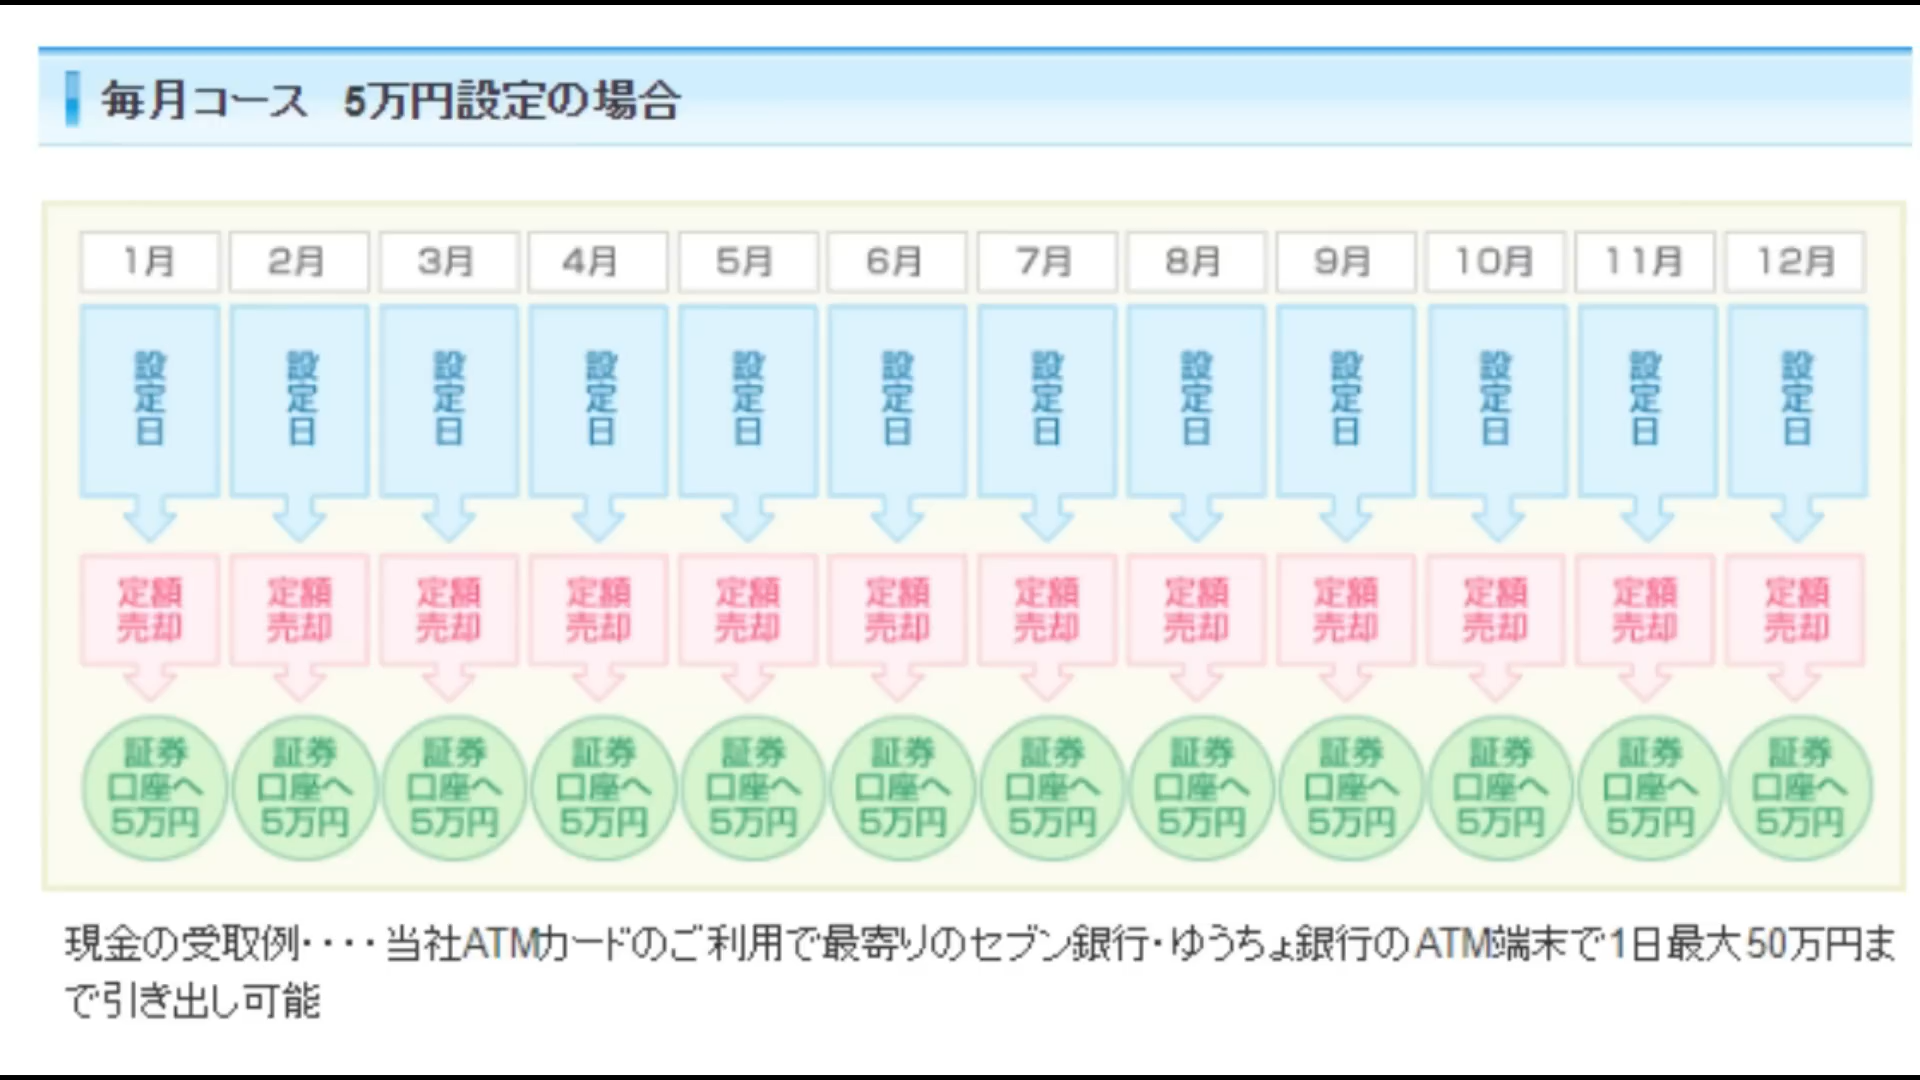 毎月コース 5万円設定の場合
1月 2月 3月 4月 5月 6月 7月 8月 9月 10月 11月 12月
設定日 設定日 設定日 設定日 設定日 設定日 設定日 設定日 設定日 設定日 設定日 設定日
定額 定額 定額 定額 定額 定額 定額 定額 定額 定額 定額 定額
売却 売却 売却 売却 売却 売却 売却 売却 売却 売却 売却 売却
証券 証券 証券 証券 証券 証券 証券 証券 証券 証券 証券 証券
口座へ 口座へ 口座へ 口座へ 口座へ 口座へ 口座へ 口座へ 口座へ 口座へ 口座へ 口座へ
5万円 5万円 5万円 5万円 5万円 5万円 5万円 5万円 5万円 5万円 5万円 5万円
現金の受取例････当社ATMカードのご利用で最寄りのセブン銀行･ゆうちょ銀行のATM端末で1日最大50万円ま
で引き出し可能